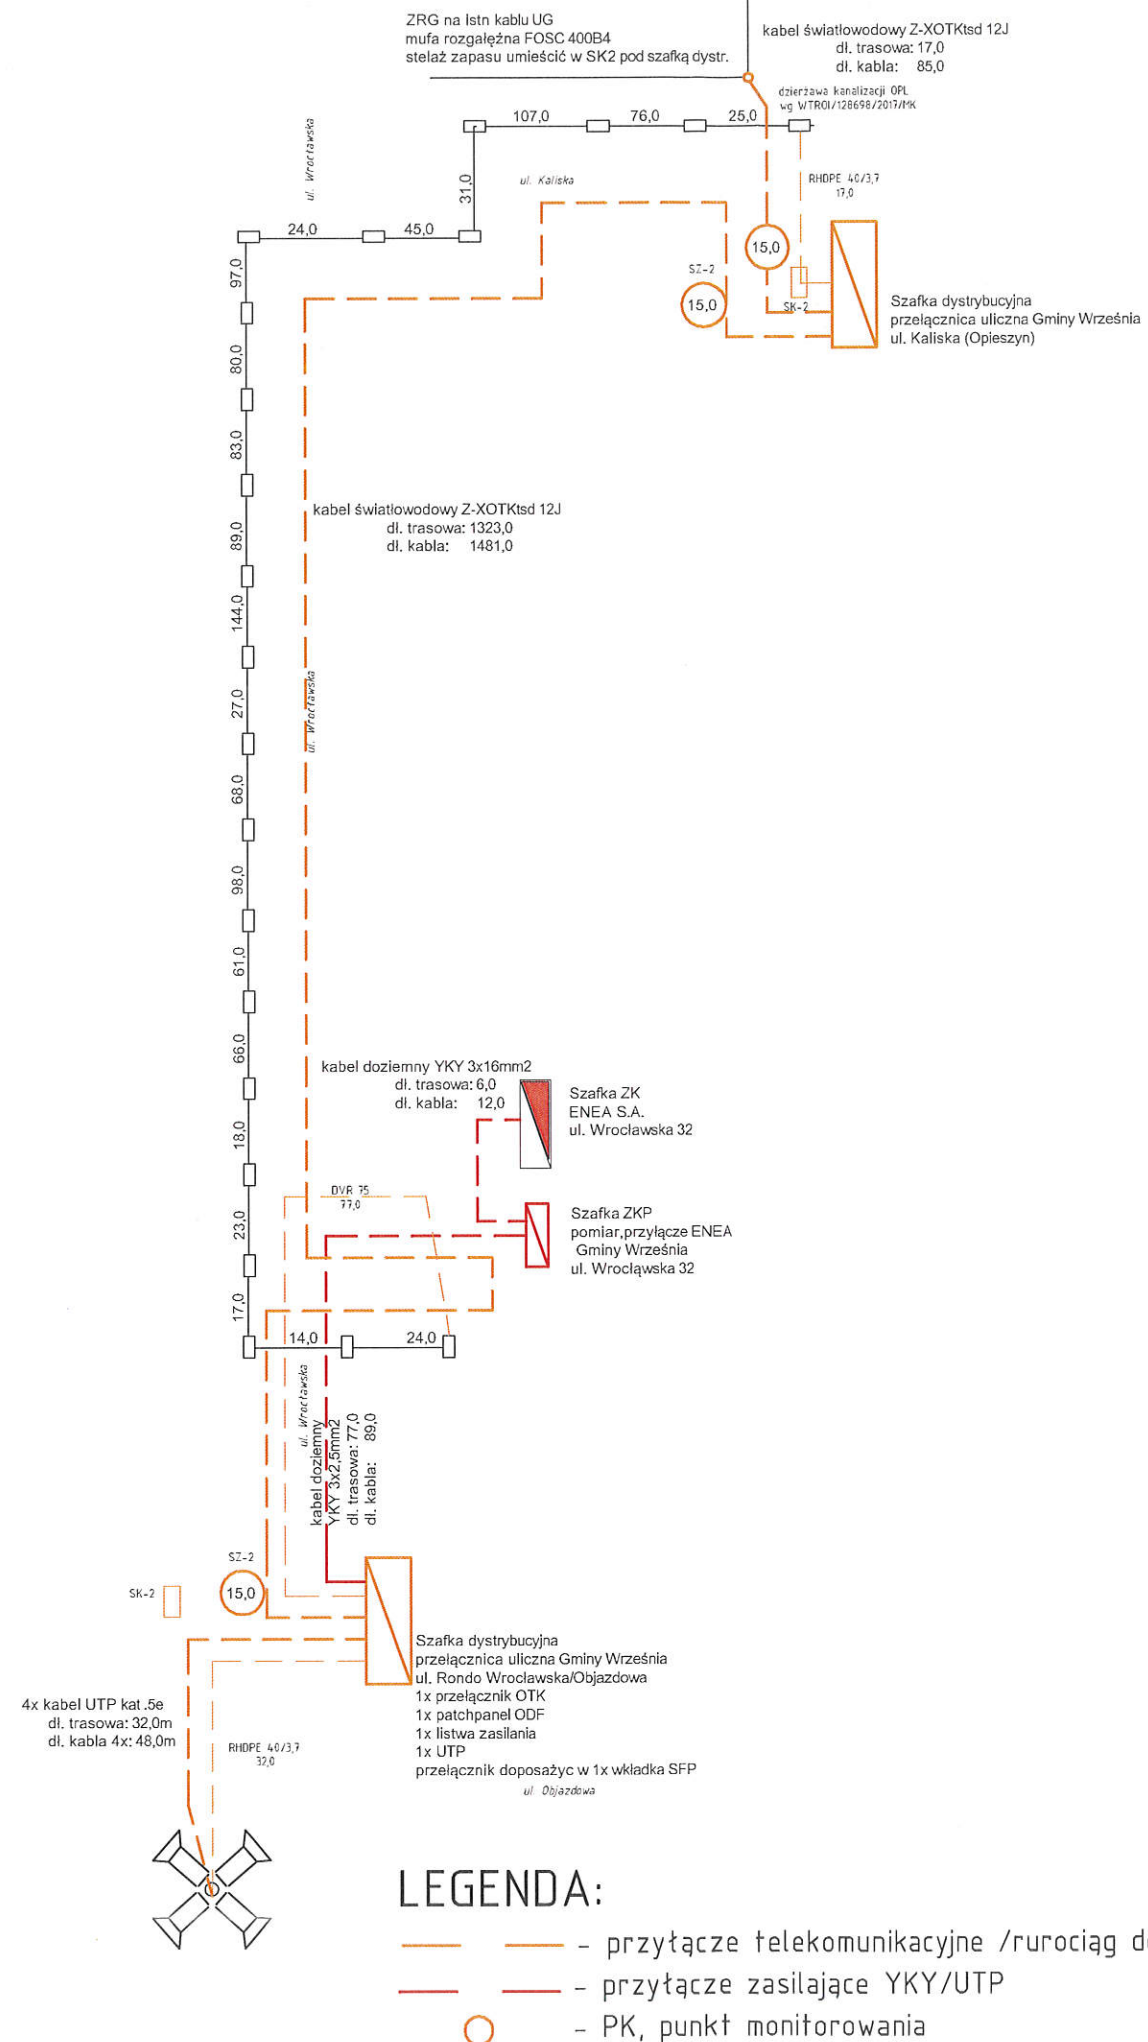 ZRG na Istn kablu UG
mufa rozgałęźna FOSC 400B4
stelaż zapasu umieścić w SK2 pod szafką dystr.
kabel światłowodowy Z-XOTKtsd 12J
dł. trasowa: 17,0
dł. kabla: 85,0
dzierżawa kanalizacji OPL
wg WTROI/128698/2017/MK
107,0
76,0
25,0
ul. Wrocławska
31,0
ul. Kaliska
RHDPE 40/3,7
17,0
24,0
45,0
15,0
SZ-2
15,0
SK-2
Szafka dystrybucyjna
przełącznica uliczna Gminy Września
ul. Kaliska (Opieszyn)
97,0
80,0
83,0
89,0
144,0
27,0
68,0
98,0
61,0
66,0
18,0
23,0
17,0
kabel światłowodowy Z-XOTKtsd 12J
dł. trasowa: 1323,0
dł. kabla: 1481,0
ul. Wrocławska
kabel doziemny YKY 3x16mm2
dł. trasowa: 6,0
dł. kabla: 12,0
Szafka ZK
ENEA S.A.
ul. Wrocławska 32
DVR 75
77,0
Szafka ZKP
pomiar,przyłącze ENEA
Gminy Września
ul. Wrocłąwska 32
14,0
24,0
ul. Wrocławska
kabel doziemny
YKY 3x2,5mm2
dł. trasowa: 77,0
dł. kabla: 89,0
SZ-2
SK-2
15,0
Szafka dystrybucyjna
przełącznica uliczna Gminy Września
ul. Rondo Wrocławska/Objazdowa
1x przełącznik OTK
1x patchpanel ODF
1x listwa zasilania
1x UTP
przełącznik doposażyc w 1x wkładka SFP
ul. Objazdowa
4x kabel UTP kat.5e
dł. trasowa: 32,0m
dł. kabla 4x: 48,0m
RHDPE 40/3,7
32,0
LEGENDA:
- przyłącze telekomunikacyjne /rurociąg
- przyłącze zasilające YKY/UTP
- PK, punkt monitorowania